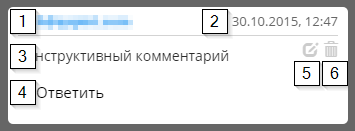 1 2 30.10.2015, 12:47
3 нструктивный комментарий
5 6
4 Ответить